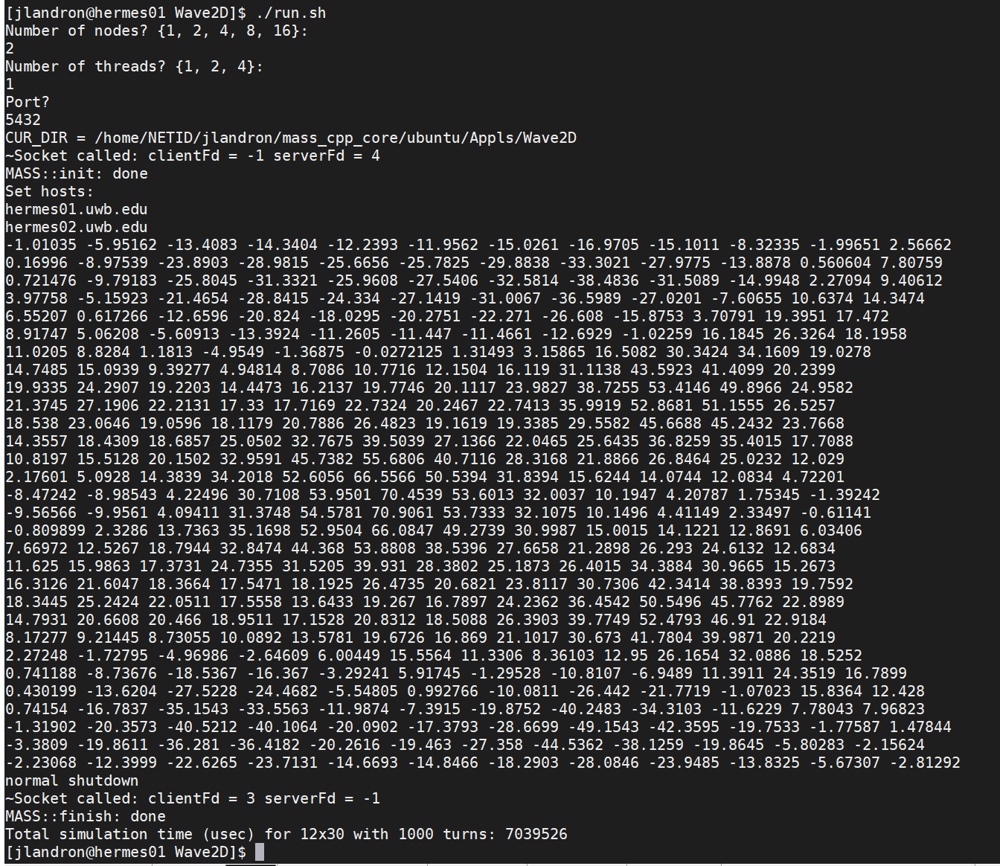 [jlandron@hermes01 Wave2D]$ ./run.sh
Number of nodes? {1, 2, 4, 8, 16}:
2
Number of threads? {1, 2, 4}:
1
Port?
5432
CUR_DIR = /home/NETID/jlandron/mass_cpp_core/ubuntu/Appls/Wave2D
~Socket called: clientFd = -1 serverFd = 4
MASS::init: done
Set hosts:
hermes01.uwb.edu
hermes02.uwb.edu
-1.01035 -5.95162 -13.4083 -14.3404 -12.2393 -11.9562 -15.0261 -16.9705 -15.1011 -8.32335 -1.99651 2.56662
0.16996 -8.97539 -23.8903 -28.9815 -25.6656 -25.7825 -29.8838 -33.3021 -27.9775 -13.8878 0.560604 7.80759
0.721476 -9.79183 -25.8045 -31.3321 -25.9608 -27.5406 -32.5814 -38.4836 -31.5089 -14.9948 2.27094 9.40612
3.97758 -5.15923 -21.4654 -28.8415 -24.334 -27.1419 -31.0067 -36.5989 -27.0201 -7.60655 10.6374 14.3474
6.55207 0.617266 -12.6596 -20.824 -18.0295 -20.2751 -22.271 -26.608 -15.8753 3.70791 19.3951 17.472
8.91747 5.06208 -5.60913 -13.3924 -11.2605 -11.447 -11.4661 -12.6929 -1.02259 16.1845 26.3264 18.1958
11.0205 8.8284 1.1813 -4.9549 -1.36875 -0.0272125 1.31493 3.15865 16.5082 30.3424 34.1609 19.0278
14.7485 15.0939 9.39277 4.94814 8.7086 10.7716 12.1504 16.119 31.1138 43.5923 41.4099 20.2399
19.9335 24.2907 19.2203 14.4473 16.2137 19.7746 20.1117 23.9827 38.7255 53.4146 49.8966 24.9582
21.3745 27.1906 22.2131 17.33 17.7169 22.7324 20.2467 22.7413 35.9919 52.8681 51.1555 26.5257
18.538 23.0646 19.0596 18.1179 20.7886 26.4823 19.1619 19.3385 29.5582 45.6688 45.2432 23.7668
14.3557 18.4309 18.6857 25.0502 32.7675 39.5039 27.1366 22.0465 25.6435 36.8259 35.4015 17.7088
10.8197 15.5128 20.1502 32.9591 45.7382 55.6806 40.7116 28.3168 21.8866 26.8464 25.0232 12.029
2.17601 5.0928 14.3839 34.2018 52.6056 66.5566 50.5394 31.8394 15.6244 14.0744 12.0834 4.72201
-8.47242 -8.98543 4.22496 30.7108 53.9501 70.4539 53.6013 32.0037 10.1947 4.20787 1.75345 -1.39242
-9.56566 -9.9561 4.09411 31.3748 54.5781 70.9061 53.7333 32.1075 10.1496 4.41149 2.33497 -0.61141
-0.809899 2.3286 13.7363 35.1698 52.9504 66.0847 49.2739 30.9987 15.0015 14.1221 12.8691 6.03406
7.66972 12.5267 18.7944 32.8474 44.368 53.8808 38.5396 27.6658 21.2898 26.293 24.6132 12.6834
11.625 15.9863 17.3731 24.7355 31.5205 39.931 28.3802 25.1873 26.4015 34.3884 30.9665 15.2673
16.3126 21.6047 18.3664 17.5471 18.1925 26.4735 20.6821 23.8117 30.7306 42.3414 38.8393 19.7592
18.3445 25.2424 22.0511 17.5558 13.6433 19.267 16.7897 24.2362 36.4542 50.5496 45.7762 22.8989
14.7931 20.6608 20.466 18.9511 17.1528 20.8312 18.5088 26.3903 39.7749 52.4793 46.91 22.9184
8.17277 9.21445 8.73055 10.0892 13.5781 19.6726 16.869 21.1017 30.673 41.7804 39.9871 20.2219
2.27248 -1.72795 -4.96986 -2.64609 6.00449 15.5564 11.3306 8.36103 12.95 26.1654 32.0886 18.5252
0.741188 -8.73676 -18.5367 -16.367 -3.29241 5.91745 -1.29528 -10.8107 -6.9489 11.3911 24.3519 16.7899
0.430199 -13.6204 -27.5228 -24.4682 -5.54805 0.992766 -10.0811 -26.442 -21.7719 -1.07023 15.8364 12.428
0.74154 -16.7837 -35.1543 -33.5563 -11.9874 -7.3915 -19.8752 -40.2483 -34.3103 -11.6229 7.78043 7.96823
-1.31902 -20.3573 -40.5212 -40.1064 -20.0902 -17.3793 -28.6699 -49.1543 -42.3595 -19.7533 -1.77587 1.47844
-3.3809 -19.8611 -36.281 -36.4182 -20.2616 -19.463 -27.358 -44.5362 -38.1259 -19.8645 -5.80283 -2.15624
-2.23068 -12.3999 -22.6265 -23.7131 -14.6693 -14.8466 -18.2903 -28.0846 -23.9485 -13.8325 -5.67307 -2.81292
normal shutdown
~Socket called: clientFd = 3 serverFd = -1
MASS::finish: done
Total simulation time (usec) for 12x30 with 1000 turns: 7039526
[jlandron@hermes01 Wave2D]$